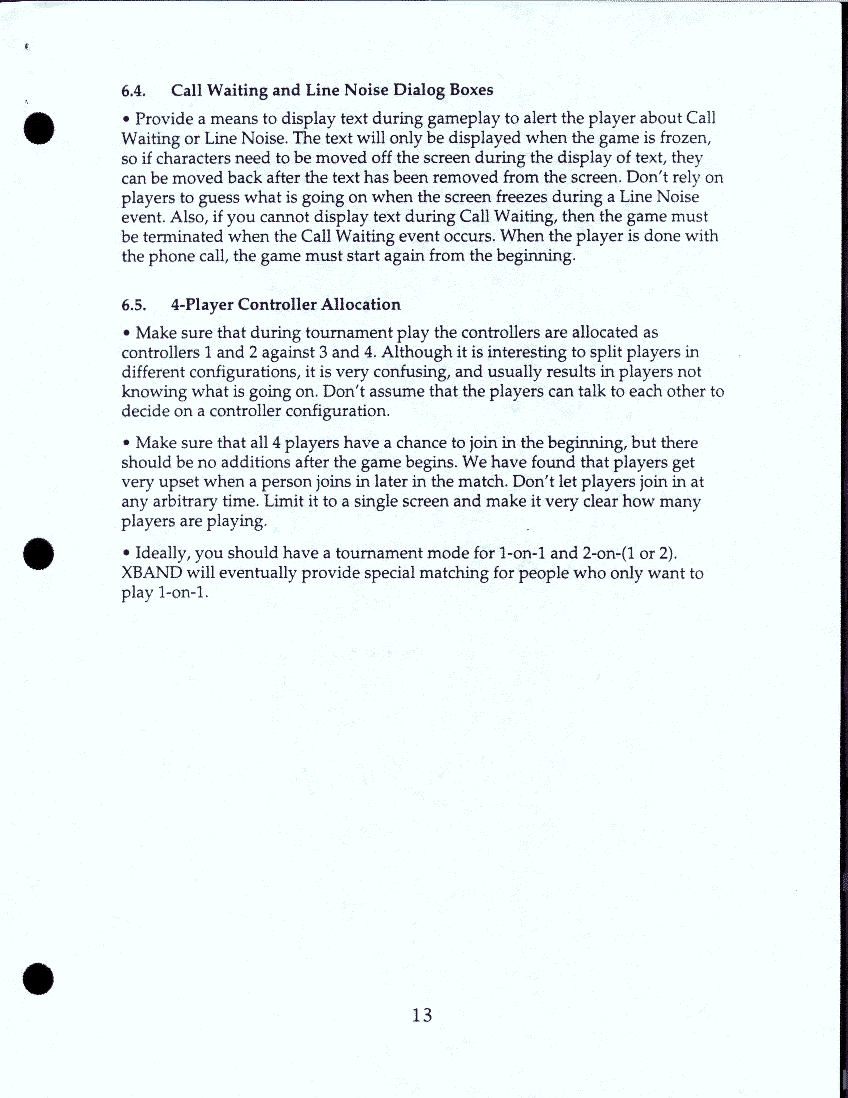 6.4. Call Waiting and Line Noise Dialog Boxes
• Provide a means to display text during gameplay to alert the player about Call
Waiting or Line Noise. The text will only be displayed when the game is frozen,
so if characters need to be moved off the screen during the display of text, they
can be moved back after the text has been removed from the screen. Don't rely on
players to guess what is going on when the screen freezes during a Line Noise
event. Also, if you cannot display text during Call Waiting, then the game must
be terminated when the Call Waiting event occurs. When the player is done with
the phone call, the game must start again from the beginning.
6.5. 4-Player Controller Allocation
• Make sure that during tournament play the controllers are allocated as
controllers 1 and 2 against 3 and 4. Although it is interesting to split players in
different configurations, it is very confusing, and usually results in players not
knowing what is going on. Don't assume that the players can talk to each other to
decide on a controller configuration.
• Make sure that all 4 players have a chance to join in the beginning, but there
should be no additions after the game begins. We have found that players get
very upset when a person joins in later in the match. Don't let players join in at
any arbitrary time. Limit it to a single screen and make it very clear how many
players are playing.
• Ideally, you should have a tournament mode for 1-on-1 and 2-on-(1 or 2).
XBAND will eventually provide special matching for people who only want to
play 1-on-1.
13